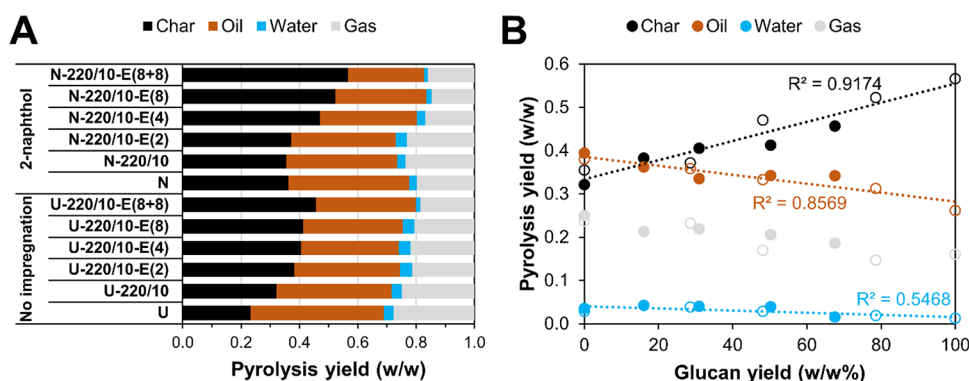 A
Char Oil Water Gas
2-naphthol
N-220/10-E(8+8)
N-220/10-E(8)
N-220/10-E(4)
N-220/10-E(2)
N-220/10
N
No impregnation
U-220/10-E(8+8)
U-220/10-E(8)
U-220/10-E(4)
U-220/10-E(2)
U-220/10
U
0.0 0.2 0.4 0.6 0.8 1.0
Pyrolysis yield (w/w)
B
Char Oil Water Gas
Pyrolysis yield (w/w)
0.6
0.5
0.4
0.3
0.2
0.1
0.0
R² = 0.9174
R² = 0.8569
R² = 0.5468
0 20 40 60 80 100
Glucan yield (w/w%)